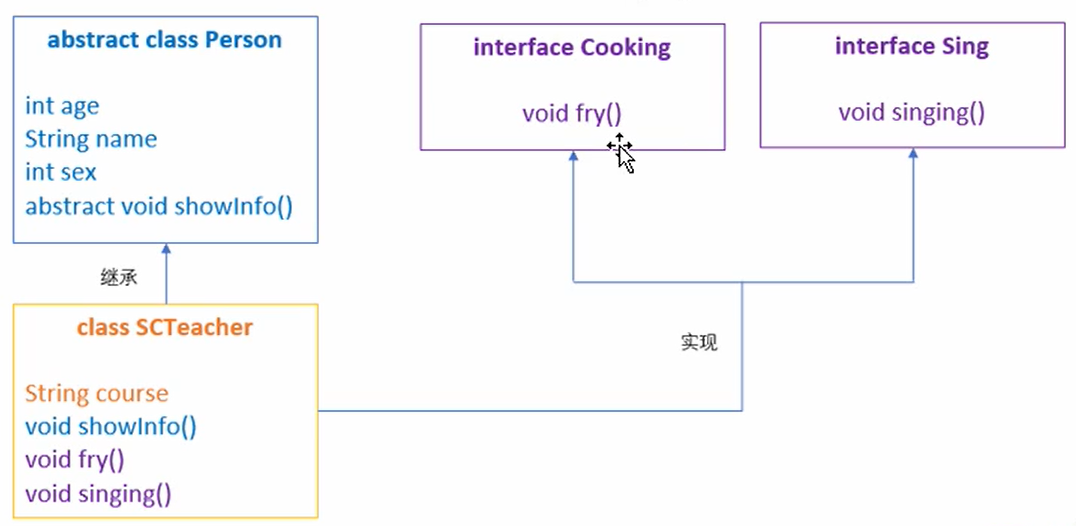 abstract class Person
int age
String name
int sex
abstract void showInfo()
interface Cooking
void fry()
interface Sing
void singing()
继承
class SCTeacher
String course
void showInfo()
void fry()
void singing()
实现